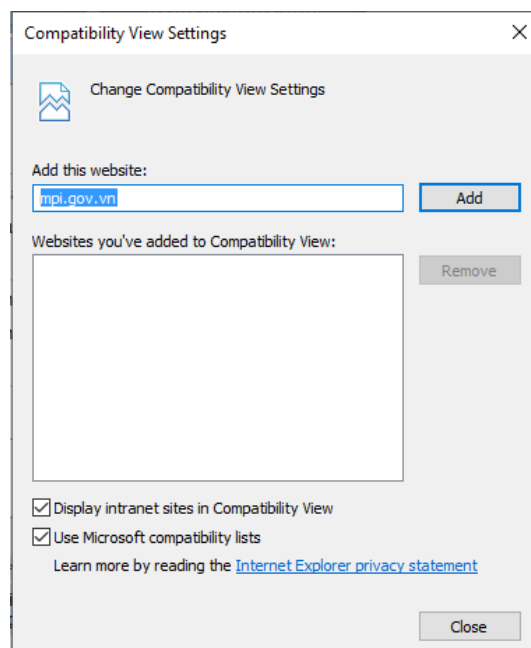 Compatibility View Settings
Change Compatibility View Settings
Add this website:
mpi.gov.vn
Add
Websites you've added to Compatibility View:
Remove
Display intranet sites in Compatibility View
Use Microsoft compatibility lists
Learn more by reading the Internet Explorer privacy statement
Close